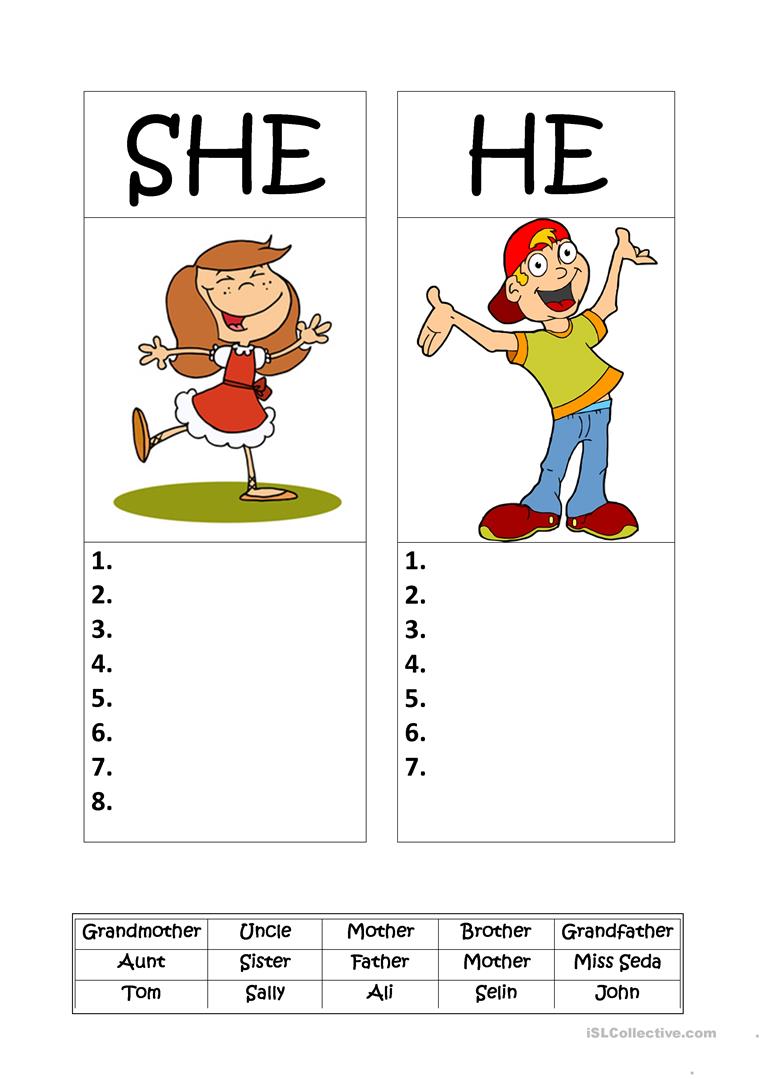 SHE
1.
2.
3.
4.
5.
6.
7.
8.
HE
1.
2.
3.
4.
5.
6.
7.
Grandmother Uncle Mother Brother Grandfather
Aunt Sister Father Mother Miss Seda
Tom Sally Ali Selin John
iSLCollective.com